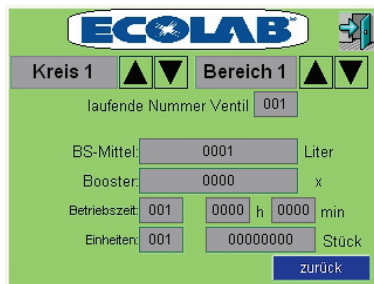 ECOLAB®
Kreis 1 Bereich 1
laufende Nummer Ventil 001
BS-Mittel: 0001 Liter
Booster: 0000 x
Betriebszeit: 001 0000 h 0000 min
Einheiten: 001 00000000 Stück
zurück